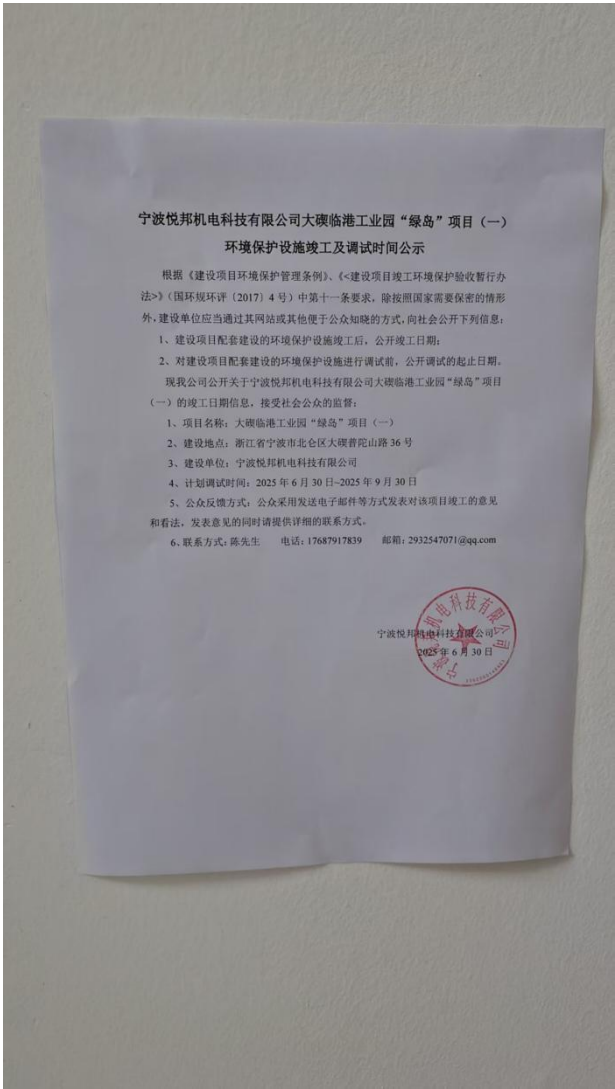 宁波悦邦机电科技有限公司大碶临港工业园“绿岛”项目（一）
环境保护设施竣工及调试时间公示
根据《建设项目环境保护管理条例》、《<建设项目竣工环境保护验收暂行办
法>》（国环规环评〔2017〕4 号）中第十一条要求，除按照国家需要保密的情形
外，建设单位应当通过其网站或其他便于公众知晓的方式，向社会公开下列信息：
1、建设项目配套建设的环境保护设施竣工后，公开竣工日期；
2、对建设项目配套建设的环境保护设施进行调试前，公开调试的起止日期。
现我公司公开关于宁波悦邦机电科技有限公司大碶临港工业园“绿岛”项目
（一）的竣工日期信息，接受社会公众的监督：
1、项目名称：大碶临港工业园“绿岛”项目（一）
2、建设地点：浙江省宁波市北仑区大碶普陀山路 36 号
3、建设单位：宁波悦邦机电科技有限公司
4、计划调试时间：2025 年 6 月 30 日~2025 年 9 月 30 日
5、公众反馈方式：公众采用发送电子邮件等方式发表对该项目竣工的意见
和看法，发表意见的同时请提供详细的联系方式。
6、联系方式：陈先生 电话：17687917839 邮箱：2932547071@qq.com
宁波悦邦机电科技有限公司
2025 年 6 月 30 日
宁波悦邦机电科技有限公司